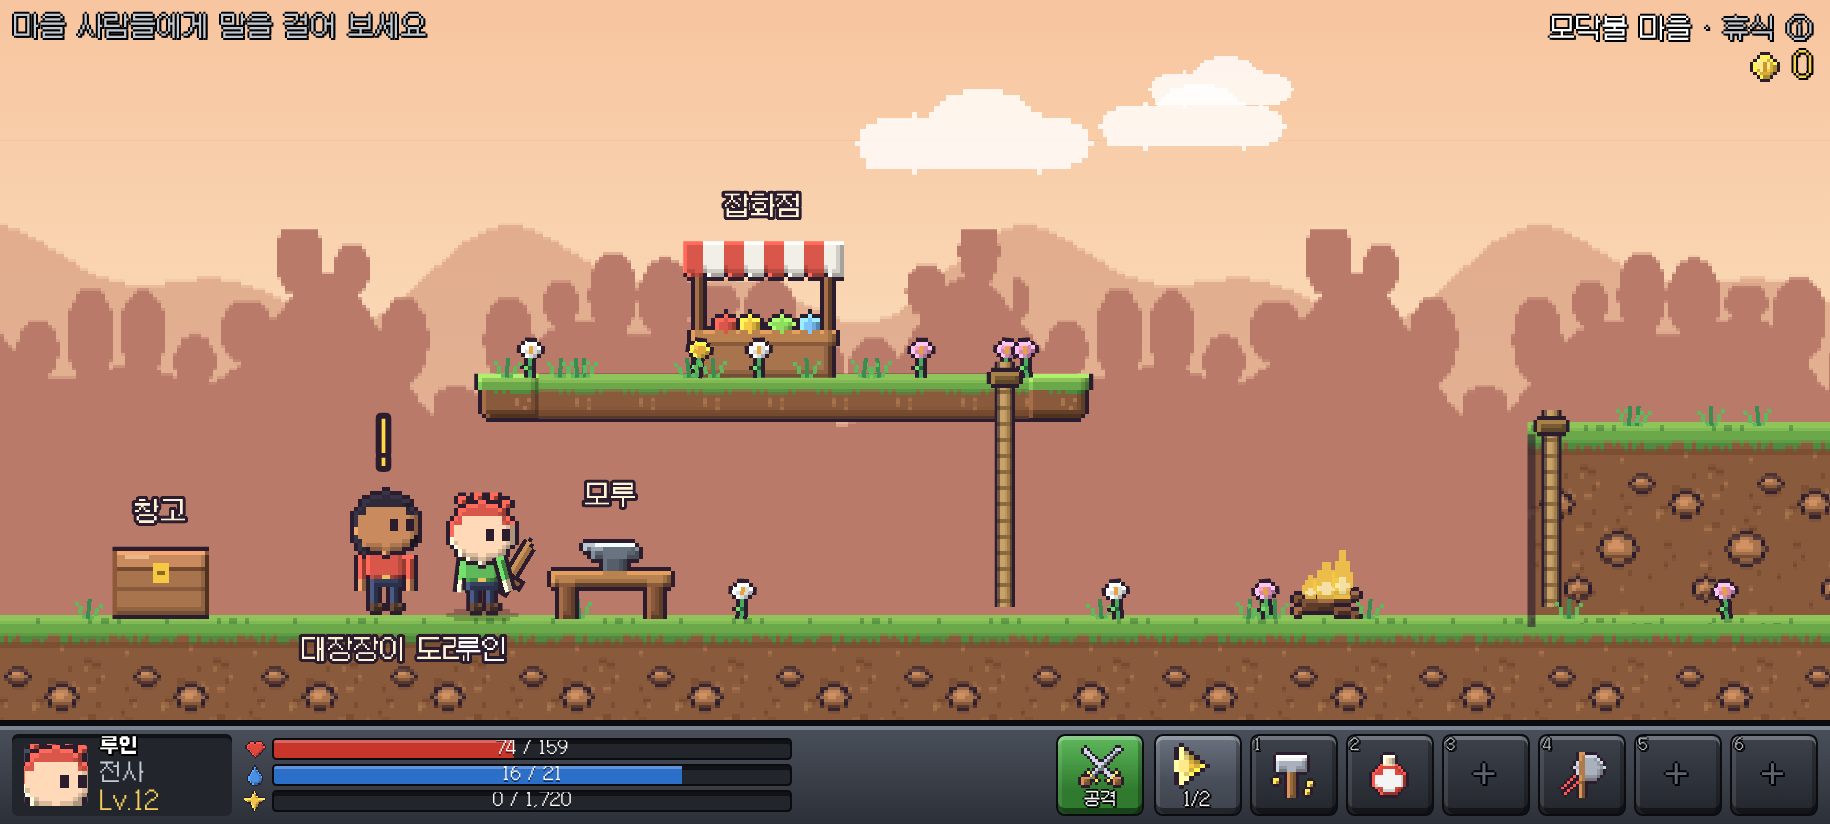 마을 사람들에게 말을 걸어 보세요
모닥불 마을 · 휴식 ①
0
잡화점
창고
모루
대장장이
루인
루인
전사
Lv.12
74 / 159
16 / 21
0 / 1,720
공격
1/2
1
2
3
4
5
6